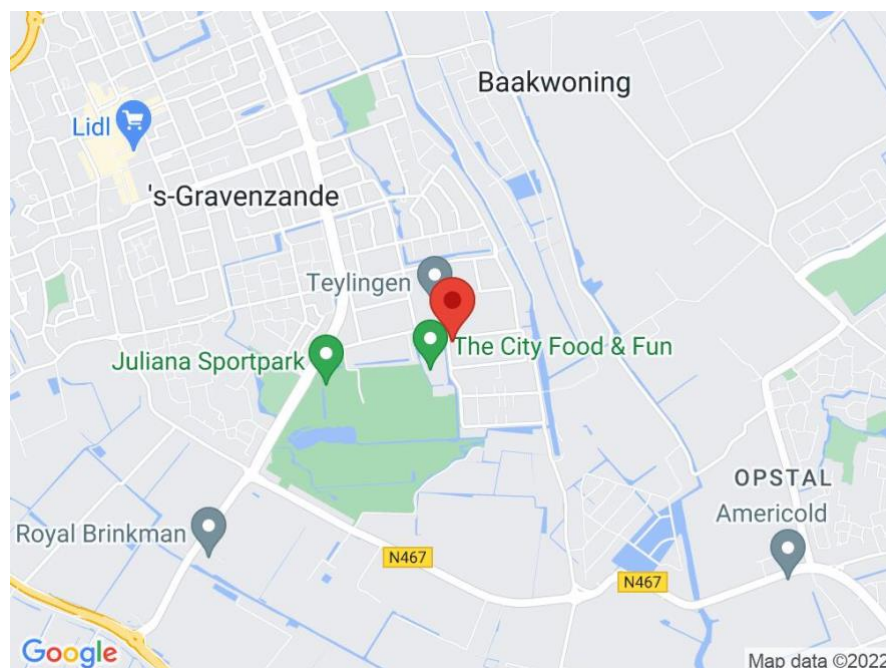 Baakwoning
Lidl
's-Gravenzande
Teylingen
The City Food & Fun
Juliana Sportpark
OPSTAL
Americold
Royal Brinkman
N467
N467
Google
Map data ©2022